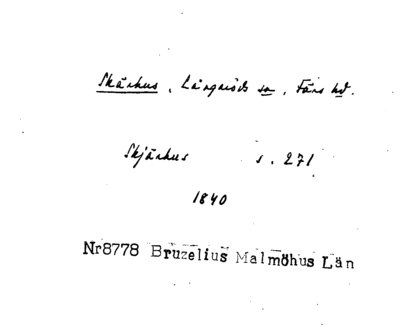 Skärhus, Långaröds sn, Färs hd.
Skjärhus s. 271
1840
Nr8778 Bruzelius Malmöhus Län